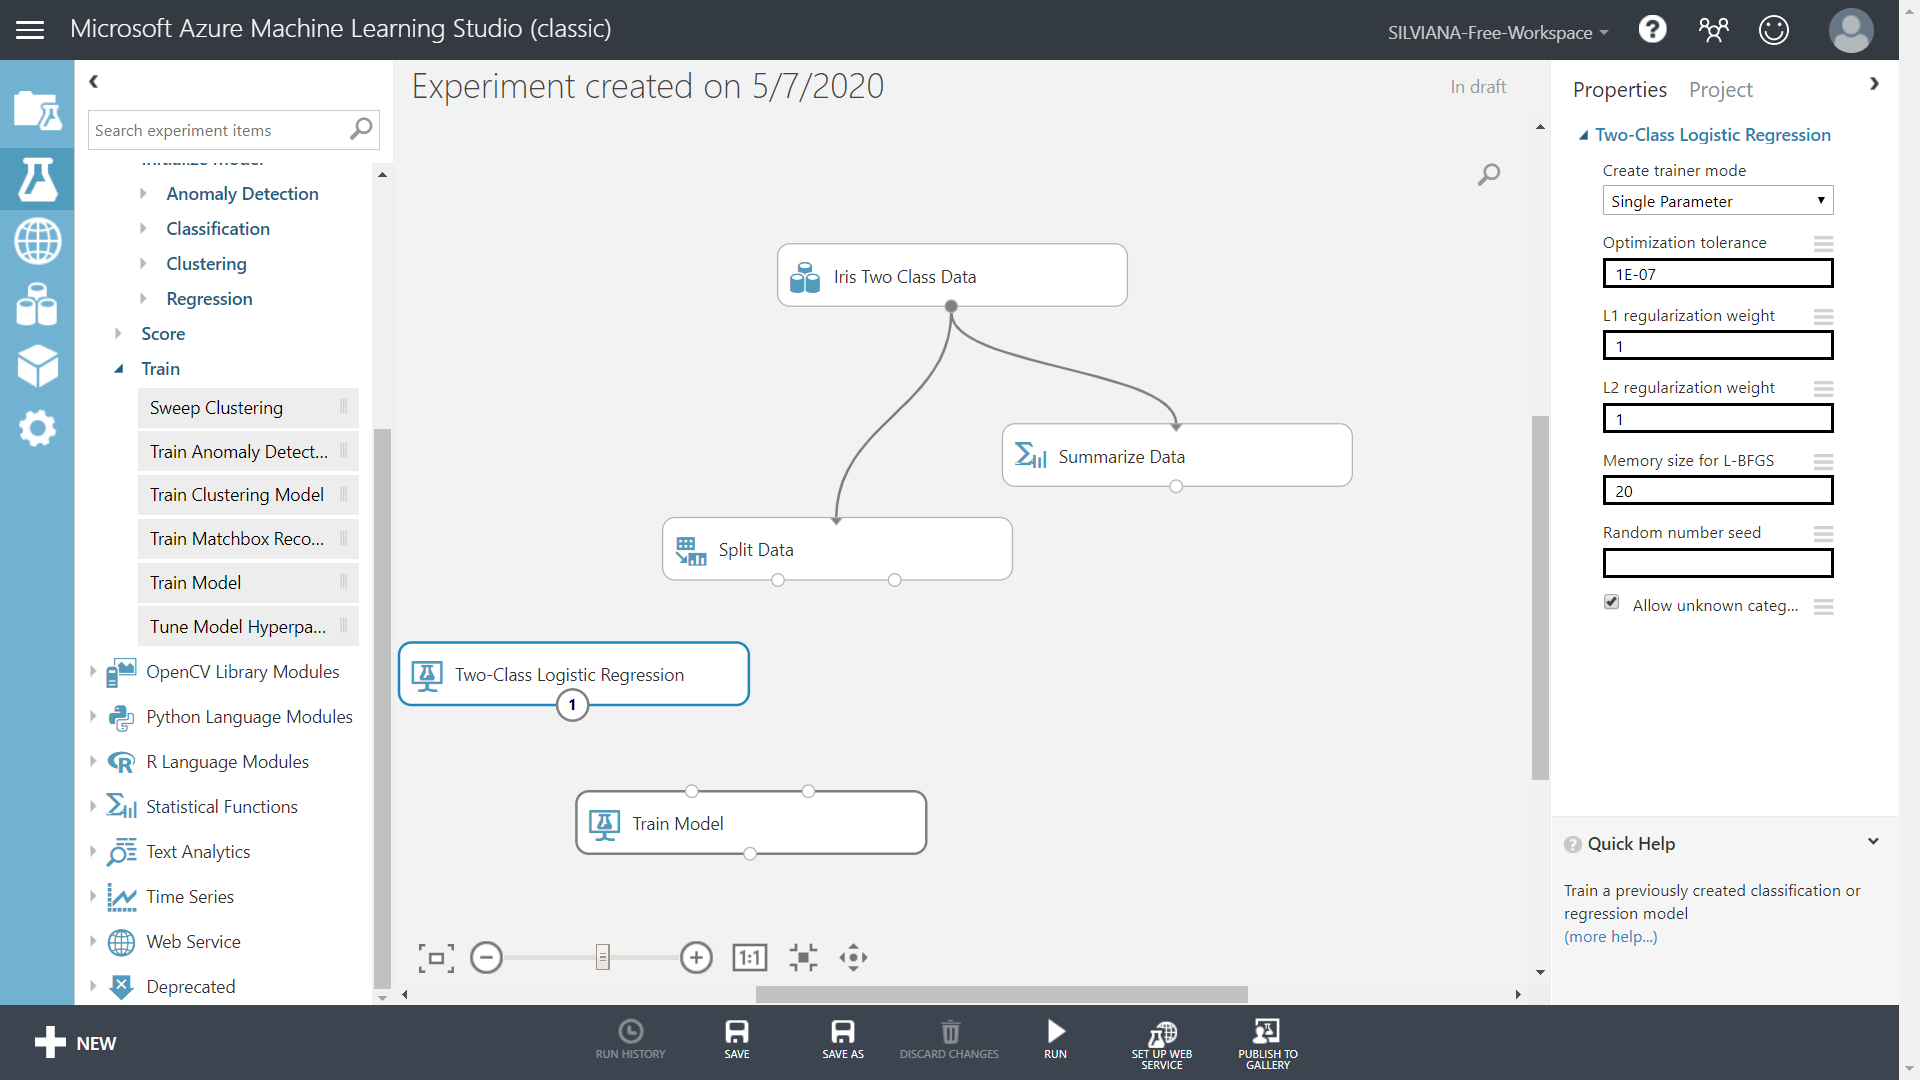 Microsoft Azure Machine Learning Studio (classic)
SILVIANA-Free-Workspace
?
Search experiment items
Initialize Model
Anomaly Detection
Classification
Clustering
Regression
Score
Train
Sweep Clustering
Train Anomaly Detect...
Train Clustering Model
Train Matchbox Reco...
Train Model
Tune Model Hyperpa...
OpenCV Library Modules
Python Language Modules
R Language Modules
Statistical Functions
Text Analytics
Time Series
Web Service
Deprecated
Experiment created on 5/7/2020
In draft
Iris Two Class Data
Summarize Data
Split Data
Two-Class Logistic Regression
1
Train Model
1:1
Properties
Project
Two-Class Logistic Regression
Create trainer mode
Single Parameter
Optimization tolerance
1E-07
L1 regularization weight
1
L2 regularization weight
1
Memory size for L-BFGS
20
Random number seed
Allow unknown categ...
? Quick Help
Train a previously created classification or
regression model
(more help...)
NEW
RUN HISTORY
SAVE
SAVE AS
DISCARD CHANGES
RUN
SET UP WEB
SERVICE
PUBLISH TO
GALLERY